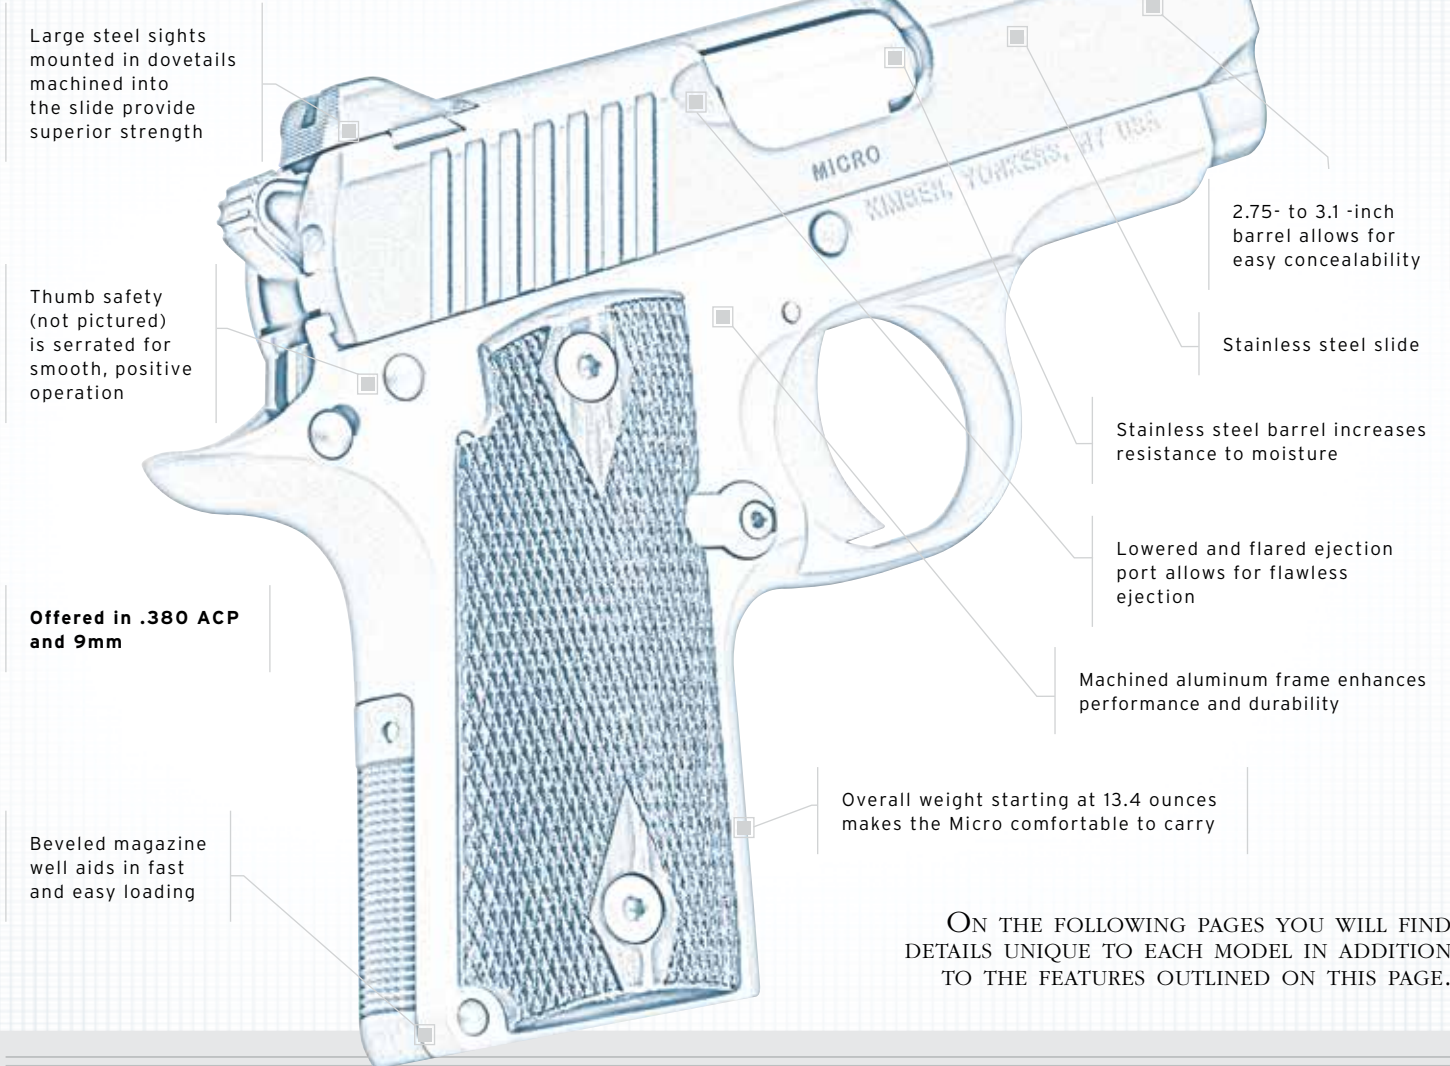 Large steel sights
mounted in dovetails
machined into
the slide provide
superior strength
MICRO
KIMBER, YONKERS, NY USA
2.75- to 3.1 -inch
barrel allows for
easy concealability
Thumb safety
(not pictured)
is serrated for
smooth, positive
operation
Stainless steel slide
Stainless steel barrel increases
resistance to moisture
Lowered and flared ejection
port allows for flawless
ejection
Offered in .380 ACP
and 9mm
Machined aluminum frame enhances
performance and durability
Overall weight starting at 13.4 ounces
makes the Micro comfortable to carry
Beveled magazine
well aids in fast
and easy loading
ON THE FOLLOWING PAGES YOU WILL FIND
DETAILS UNIQUE TO EACH MODEL IN ADDITION
TO THE FEATURES OUTLINED ON THIS PAGE.